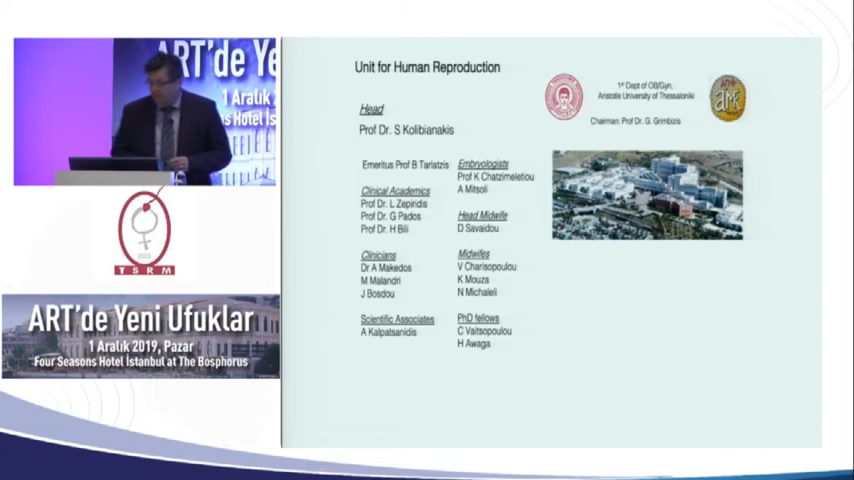 ART'de Ye
1 Aralık
s Hotel İsta
TSRM
ART'de Yeni Ufuklar
1 Aralık 2019, Pazar
Four Seasons Hotel İstanbul at The Bosphorus
Unit for Human Reproduction
Head
Prof Dr. S Kolibianakis
Emeritus Prof B Tarlatzis
Clinical Academics
Prof Dr. L Zepiridis
Prof Dr. G Pados
Prof Dr. H Bili
Clinicians
Dr A Makedos
M Malandri
J Bosdou
Scientific Associates
A Kalpatsanidis
Embryologists
Prof K Chatzimeletiou
A Mitsoli
Head Midwife
D Savaidou
Midwifes
V Charisopoulou
K Mouza
N Michaleli
PhD fellows
C Vaitsopoulou
H Awaga
1st Dept of OB/Gyn,
Aristotle University of Thessaloniki
Chairman: Prof Dr. G. Grimbizis